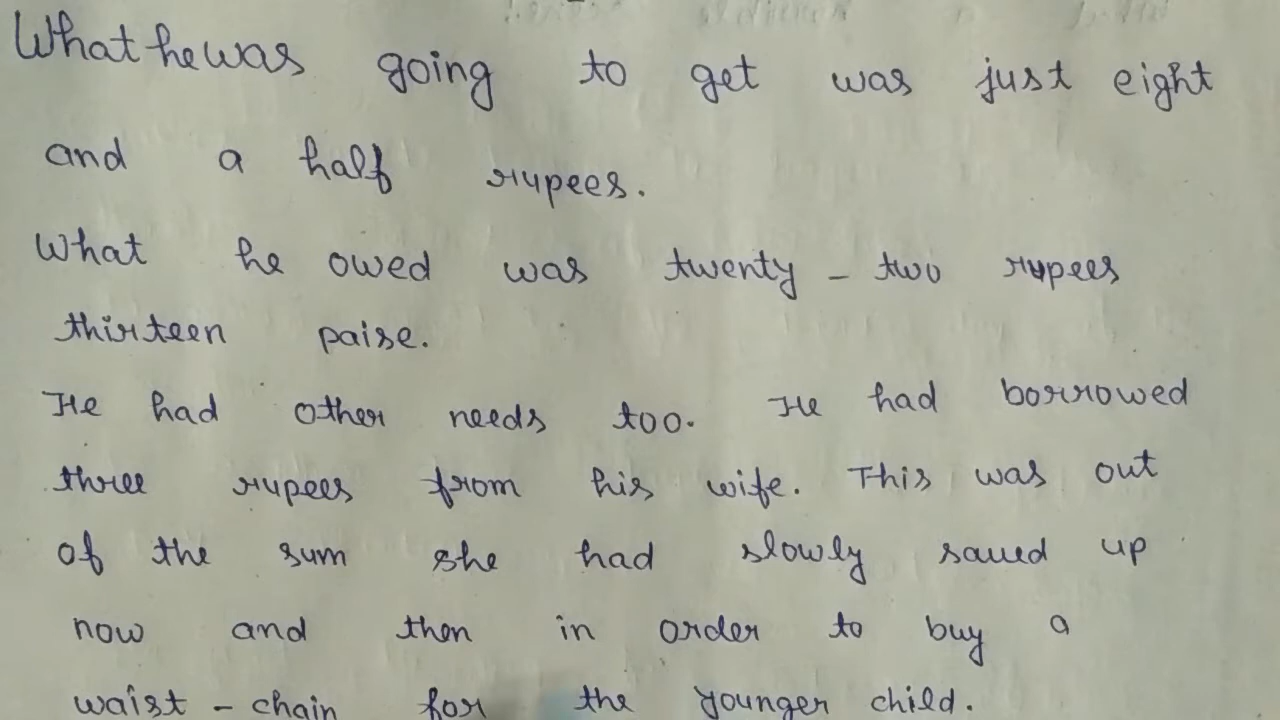 What he was going to get was just eight
and a half rupees.
What he owed was twenty - two rupees
thirteen paise.
He had other needs too. He had borrowed
three rupees from his wife. This was out
of the sum she had slowly saved up
now and then in order to buy a
waist - chain for the younger child.